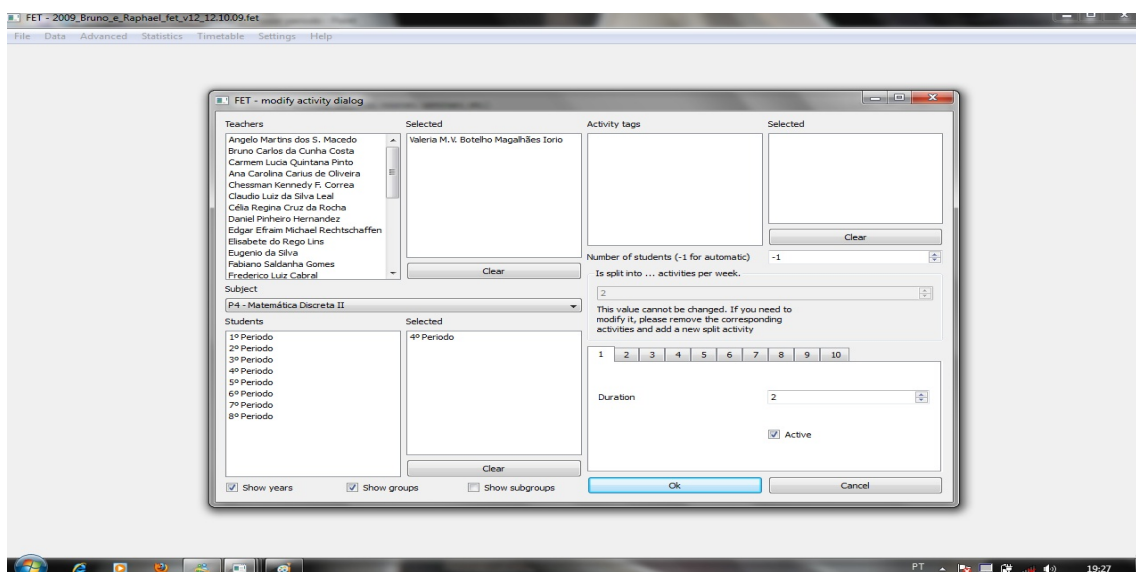 FET - 2009_Bruno_e_Raphael_fet_v12_12.10.09.fet
File Data Advanced Statistics Timetable Settings Help
FET - modify activity dialog
Teachers
Angelo Martins dos S. Macedo
Bruno Carlos da Cunha Costa
Carmem Lucia Quintana Pinto
Ana Carolina Carius de Oliveira
Chessman Kennedy F. Correa
Claudio Luiz da Silva Leal
Célia Regina Cruz da Rocha
Daniel Pinheiro Hernandez
Edgar Efraim Michael Rechtschaffen
Elisabete do Rego Lins
Eugenio da Silva
Fabiano Saldanha Gomes
Frederico Luiz Cabral
Selected
Valeria M.V. Botelho Magalhães Iorio
Clear
Subject
P4 - Matemática Discreta II
Students
1º Periodo
2º Periodo
3º Periodo
4º Periodo
5º Periodo
6º Periodo
7º Periodo
8º Periodo
Selected
4º Periodo
Clear
Show years Show groups Show subgroups
Activity tags
Selected
Clear
Number of students (-1 for automatic) -1
Is split into ... activities per week.
2
This value cannot be changed. If you need to
modify it, please remove the corresponding
activities and add a new split activity
1 2 3 4 5 6 7 8 9 10
Duration 2
Active
Ok Cancel
PT 19:27